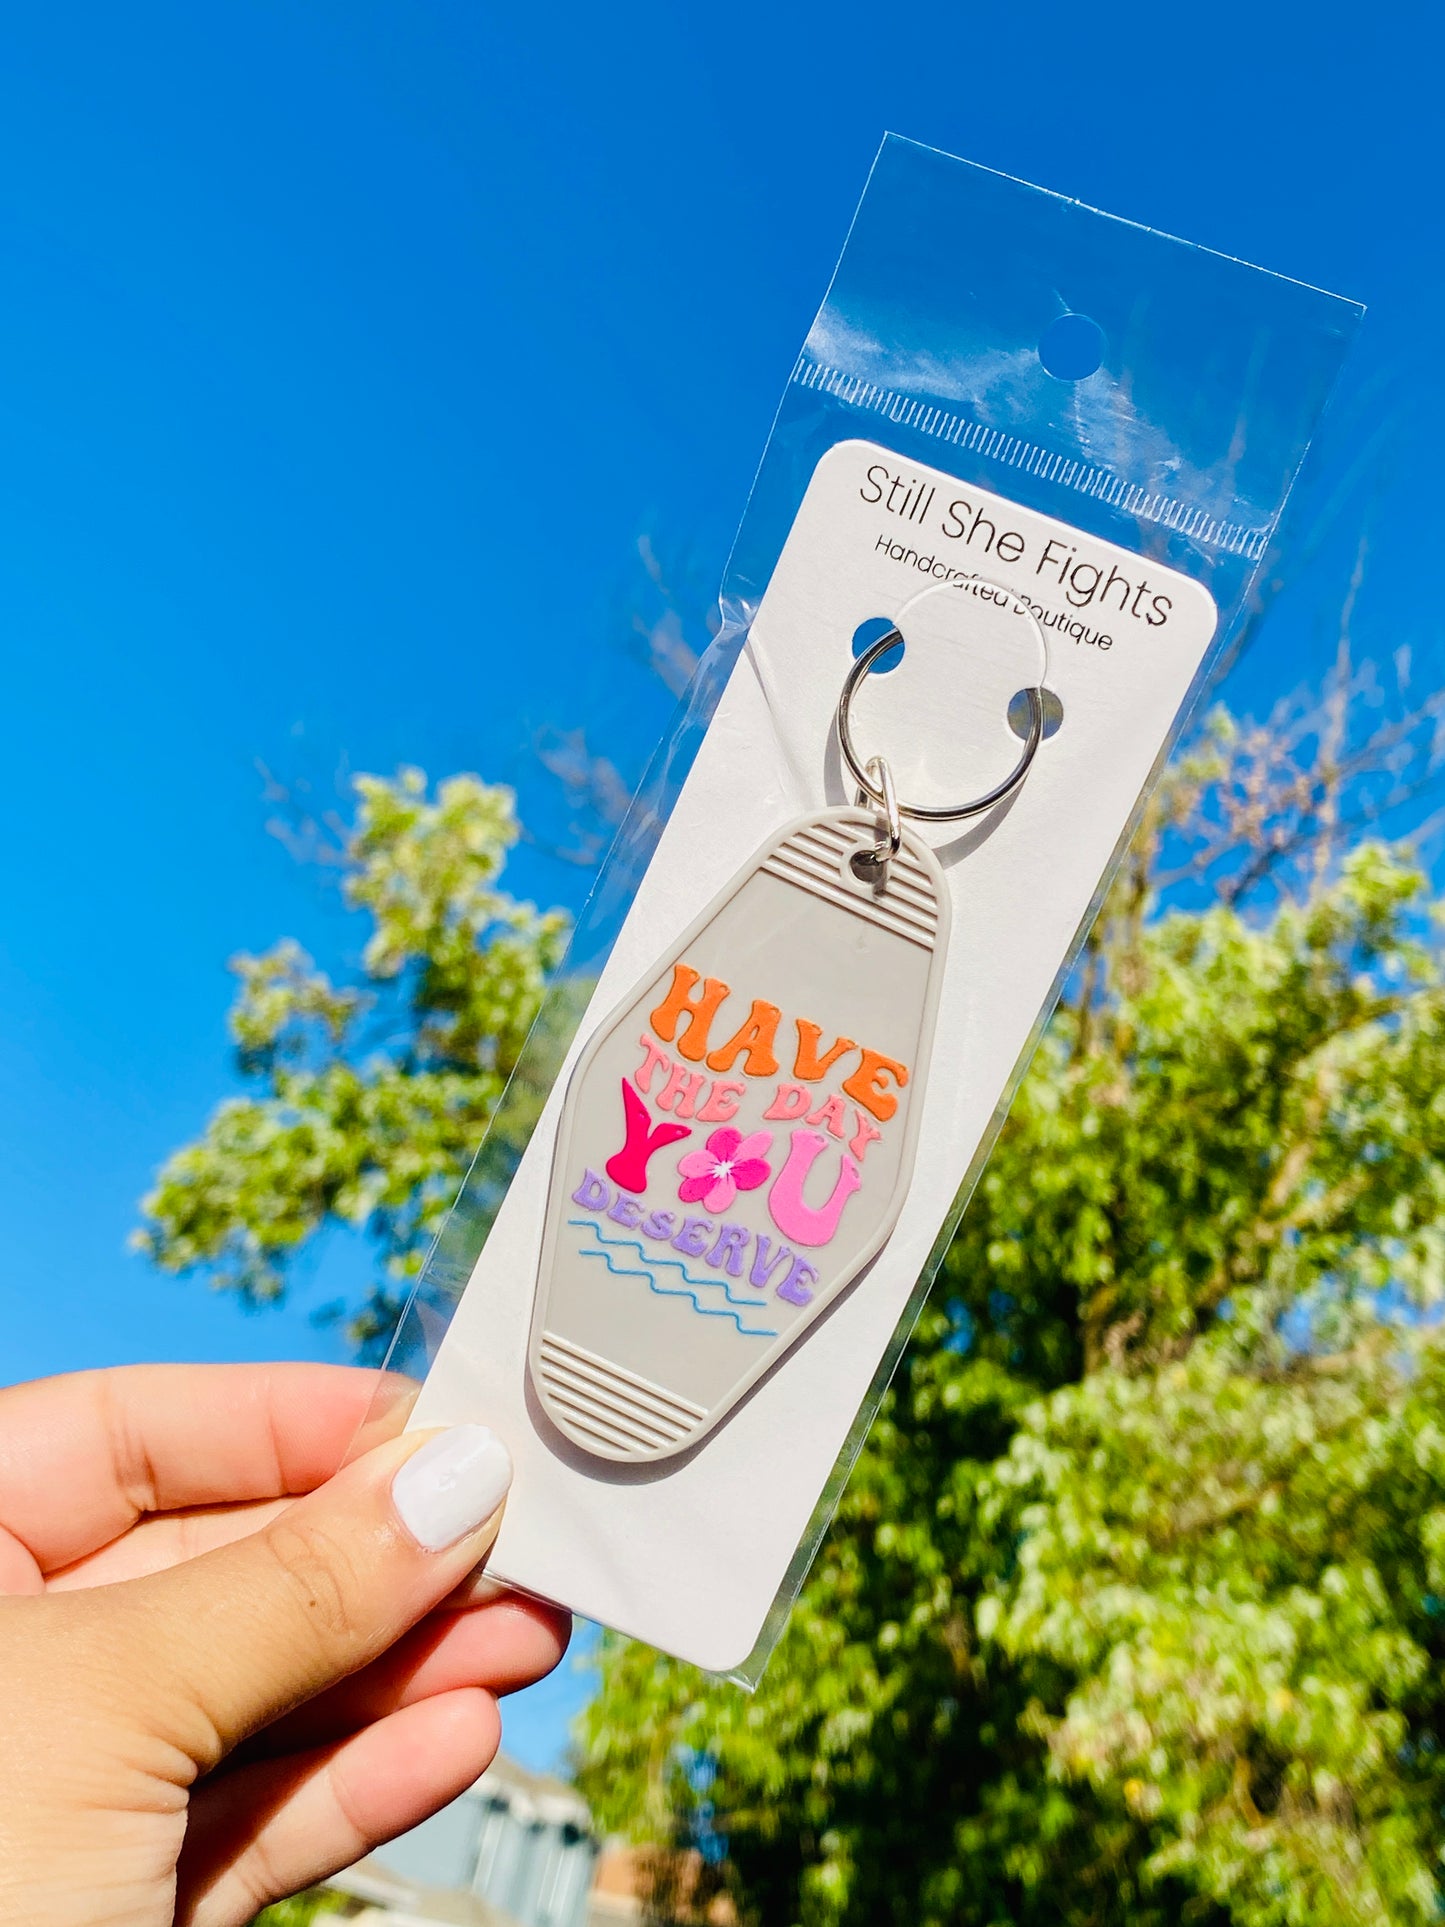 Still She Fights
Handcrafted Boutique
HAVE
THE DAY
YOU
DESERVE